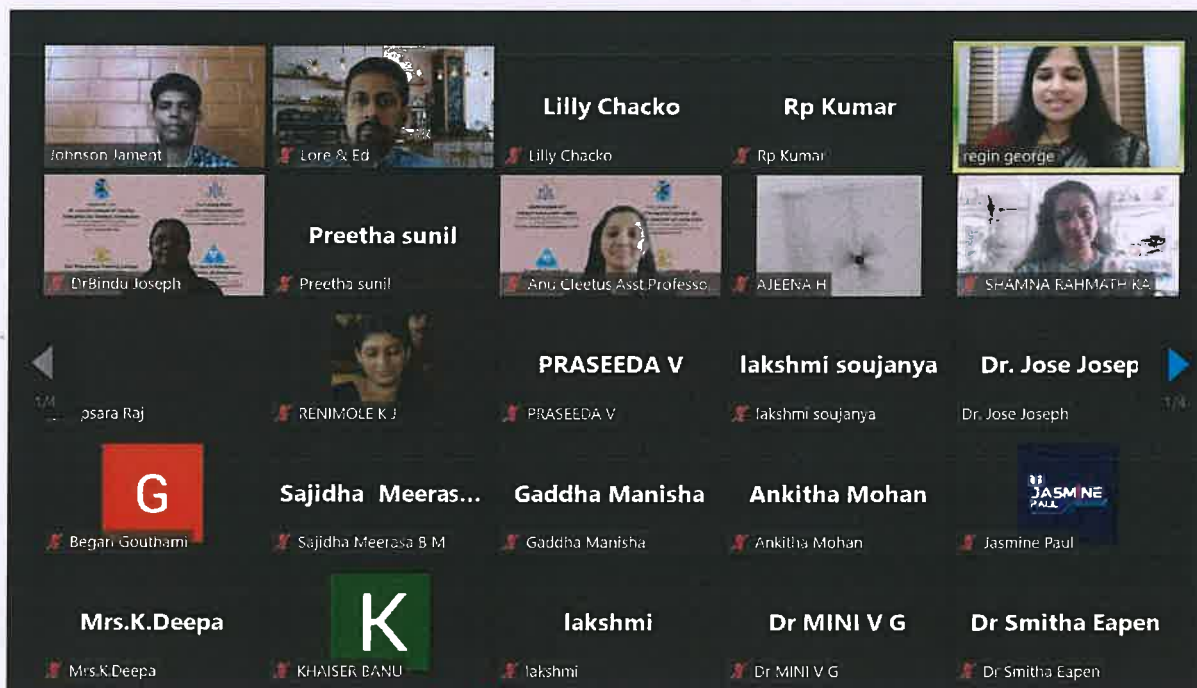 Johnson Jament
Lore & Ed
Lilly Chacko
Lilly Chacko
Rp Kumar
Rp Kumar
regin george
DrBindu Joseph
Preetha sunil
Preetha sunil
Anu Cleetus Asst.Professo
AJEENA H
SHAMNA RAHMATH KA
1/4
psara Raj
RENIMOLE K J
PRASEEDA V
PRASEEDA V
lakshmi soujanya
lakshmi soujanya
Dr. Jose Josep
Dr. Jose Joseph
1/4
G
Begari Gouthami
Sajidha Meeras...
Sajidha Meerasa B M
Gaddha Manisha
Gaddha Manisha
Ankitha Mohan
Ankitha Mohan
JASMINE
PAUL
Jasmine Paul
Mrs.K.Deepa
Mrs.K.Deepa
K
KHAISER BANU
lakshmi
lakshmi
Dr MINI V G
Dr MINI V G
Dr Smitha Eapen
Dr Smitha Eapen